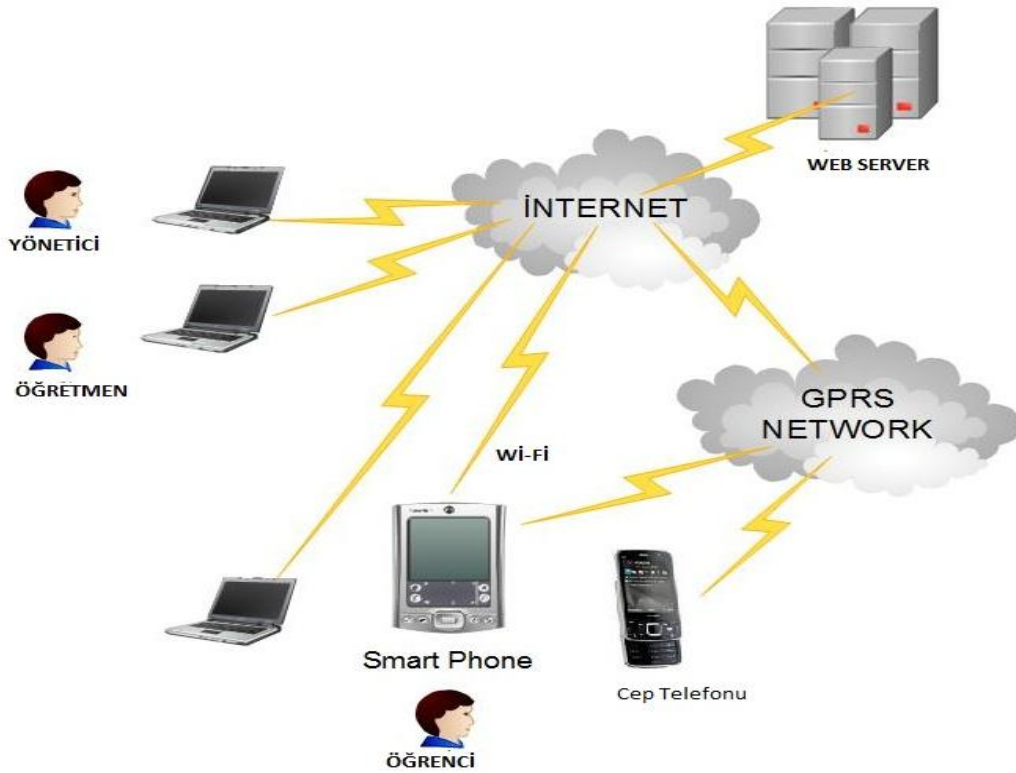 WEB SERVER
İNTERNET
YÖNETİCİ
ÖĞRETMEN
GPRS
NETWORK
Wİ-Fİ
Smart Phone
Cep Telefonu
ÖĞRENCİ